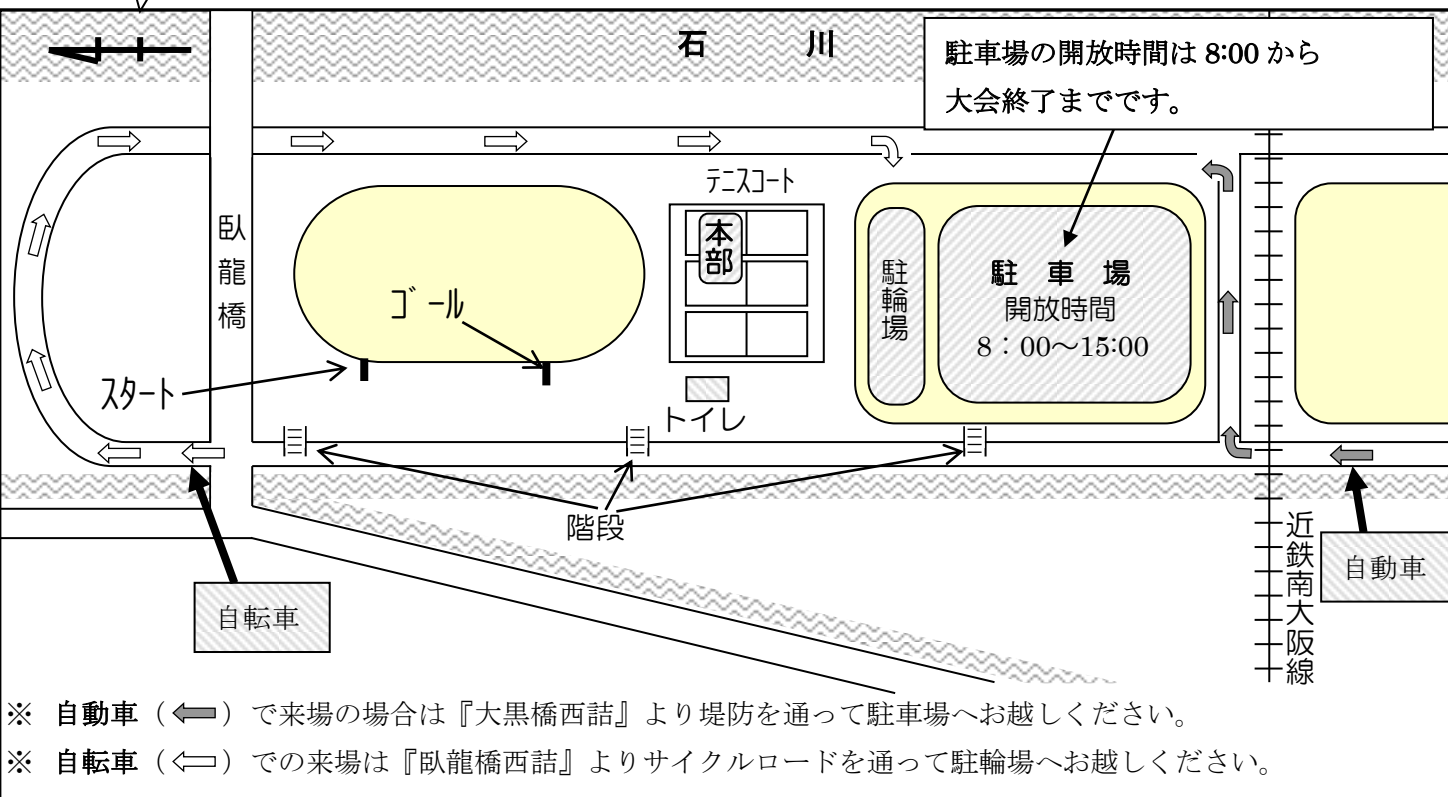 石　川
駐車場の開放時間は 8:00 から
大会終了までです。
テニスコート
臥龍橋
本部
駐輪場
駐 車 場
開放時間
8：00～15:00
ゴール
スタート
トイレ
階段
近鉄南大阪線
自動車
自転車
※ 自動車（⇦）で来場の場合は『大黒橋西詰』より堤防を通って駐車場へお越しください。
※ 自転車（⇦）での来場は『臥龍橋西詰』よりサイクルロードを通って駐輪場へお越しください。